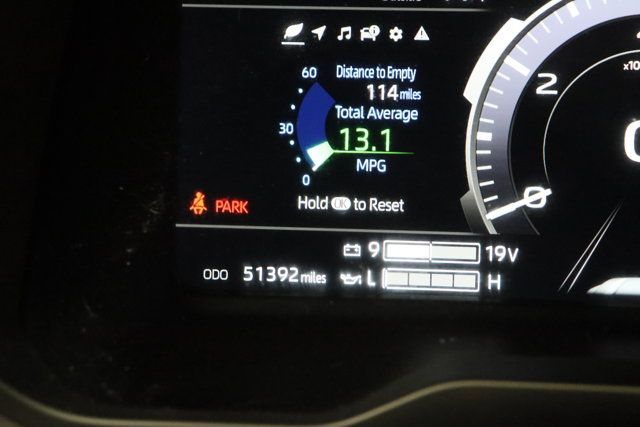 60
Distance to Empty
114 miles
Total Average
30
13.1
MPG
0
Hold OK to Reset
PARK
2
0
x10
9
19V
ODO 51392 miles
L
H